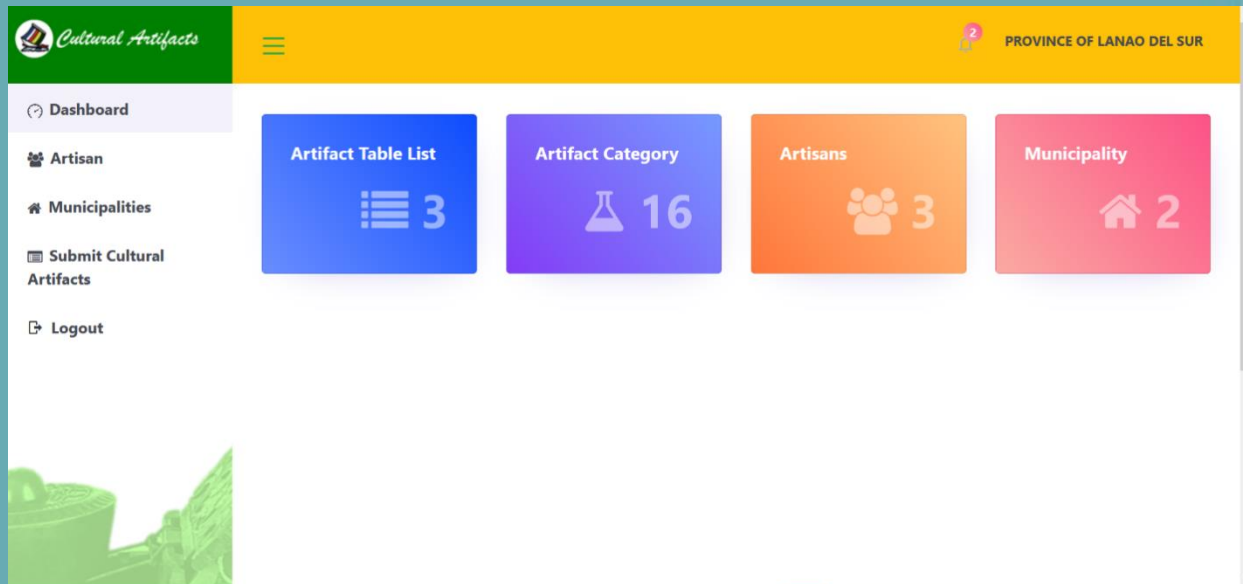 Cultural Artifacts
2
PROVINCE OF LANAO DEL SUR
Dashboard
Artisan
Municipalities
Submit Cultural
Artifacts
Logout
Artifact Table List
3
Artifact Category
16
Artisans
3
Municipality
2